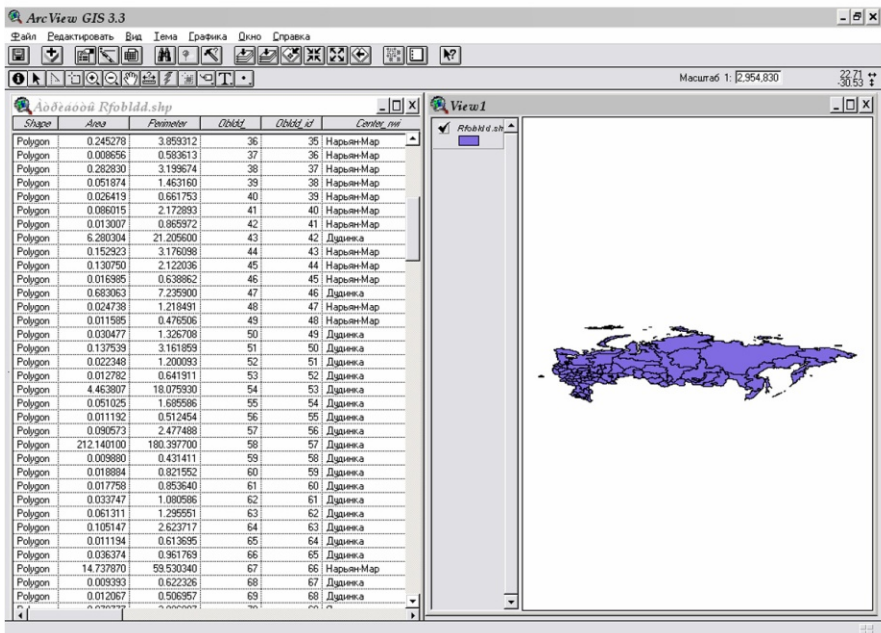 ArcView GIS 3.3
Файл Редактировать Вид Тема Графика Окно Справка
Масштаб 1: 2,954,830
22.71
-30.53
Àòðèáóòû Rfobldd.shp
Shape Area Perimeter Obldd_ Obldd_id Center_rwi
Polygon 0.245278 3.859312 36 35 Нарьян-Мар
Polygon 0.008656 0.583613 37 36 Нарьян-Мар
Polygon 0.282830 3.199674 38 37 Нарьян-Мар
Polygon 0.051874 1.463160 39 38 Нарьян-Мар
Polygon 0.026419 0.661753 40 39 Нарьян-Мар
Polygon 0.086015 2.172893 41 40 Нарьян-Мар
Polygon 0.013007 0.865972 42 41 Нарьян-Мар
Polygon 6.280304 21.205600 43 42 Дудинка
Polygon 0.152923 3.176098 44 43 Нарьян-Мар
Polygon 0.130750 2.122036 45 44 Нарьян-Мар
Polygon 0.016985 0.638862 46 45 Нарьян-Мар
Polygon 0.683063 7.235900 47 46 Дудинка
Polygon 0.024738 1.218491 48 47 Нарьян-Мар
Polygon 0.011585 0.476506 49 48 Нарьян-Мар
Polygon 0.030477 1.326708 50 49 Дудинка
Polygon 0.137539 3.161859 51 50 Дудинка
Polygon 0.022348 1.200093 52 51 Дудинка
Polygon 0.012782 0.641911 53 52 Дудинка
Polygon 4.463807 18.075930 54 53 Дудинка
Polygon 0.051025 1.685586 55 54 Дудинка
Polygon 0.011192 0.512454 56 55 Дудинка
Polygon 0.090573 2.477488 57 56 Дудинка
Polygon 212.140100 180.397700 58 57 Дудинка
Polygon 0.009880 0.431411 59 58 Дудинка
Polygon 0.018884 0.821552 60 59 Дудинка
Polygon 0.017758 0.853640 61 60 Дудинка
Polygon 0.033747 1.080586 62 61 Дудинка
Polygon 0.061311 1.295551 63 62 Дудинка
Polygon 0.105147 2.623717 64 63 Дудинка
Polygon 0.011194 0.613695 65 64 Дудинка
Polygon 0.036374 0.961769 66 65 Дудинка
Polygon 14.737870 59.530340 67 66 Нарьян-Мар
Polygon 0.009393 0.622326 68 67 Дудинка
Polygon 0.012067 0.506957 69 68 Дудинка
View1
Rfobldd.sh